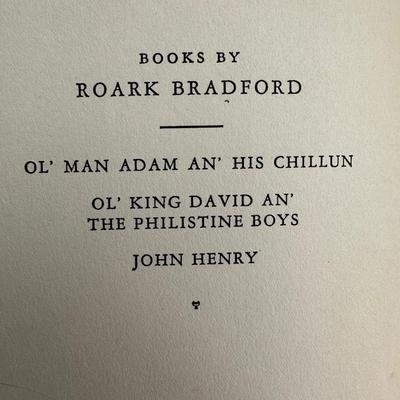 BOOKS BY
ROARK BRADFORD
OL' MAN ADAM AN' HIS CHILLUN
OL' KING DAVID AN'
THE PHILISTINE BOYS
JOHN HENRY